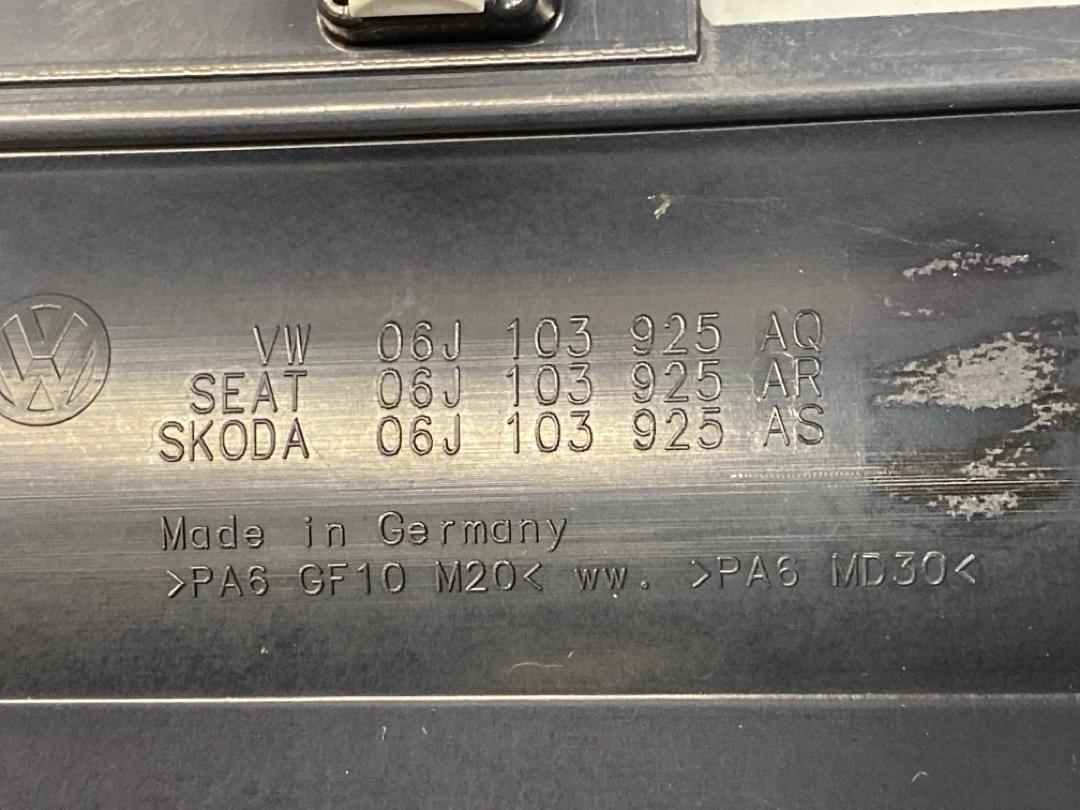 VW 06J 103 925 AQ
SEAT 06J 103 925 AR
SKODA 06J 103 925 AS
Made in Germany
>PA6 GF10 M20< ww. >PA6 MD30<